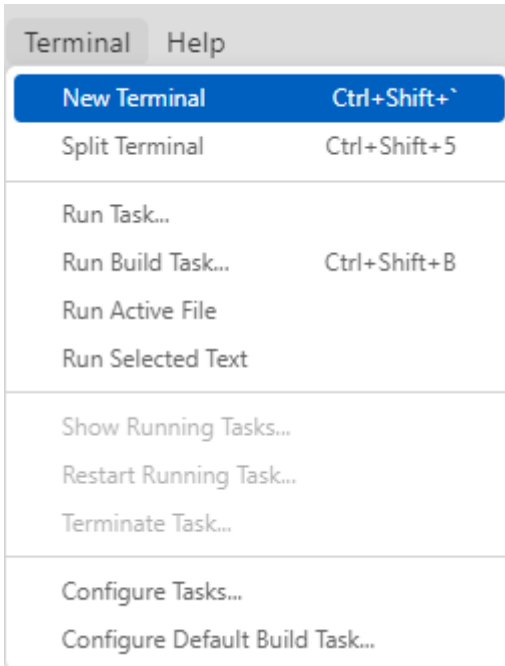 Terminal Help
New Terminal Ctrl+Shift+`
Split Terminal Ctrl+Shift+5
Run Task...
Run Build Task... Ctrl+Shift+B
Run Active File
Run Selected Text
Show Running Tasks...
Restart Running Task...
Terminate Task...
Configure Tasks...
Configure Default Build Task...